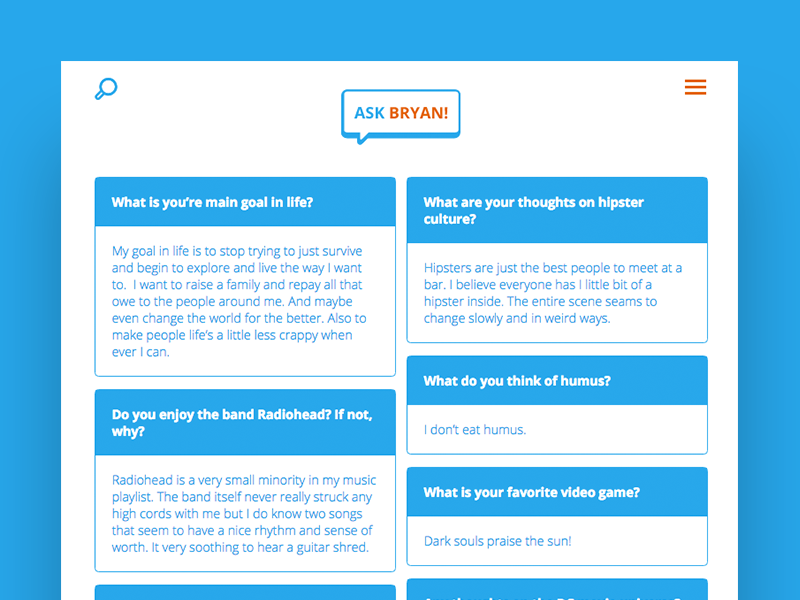 ASK BRYAN!
What is you're main goal in life?
My goal in life is to stop trying to just survive
and begin to explore and live the way I want
to.  I want to raise a family and repay all that
owe to the people around me. And maybe
even change the world for the better. Also to
make people life's a little less crappy when
ever I can.
Do you enjoy the band Radiohead? If not,
why?
Radiohead is a very small minority in my music
playlist. The band itself never really struck any
high cords with me but I do know two songs
that seem to have a nice rhythm and sense of
worth. It very soothing to hear a guitar shred.
What are your thoughts on hipster
culture?
Hipsters are just the best people to meet at a
bar. I believe everyone has I little bit of a
hipster inside. The entire scene seams to
change slowly and in weird ways.
What do you think of humus?
I don't eat humus.
What is your favorite video game?
Dark souls praise the sun!